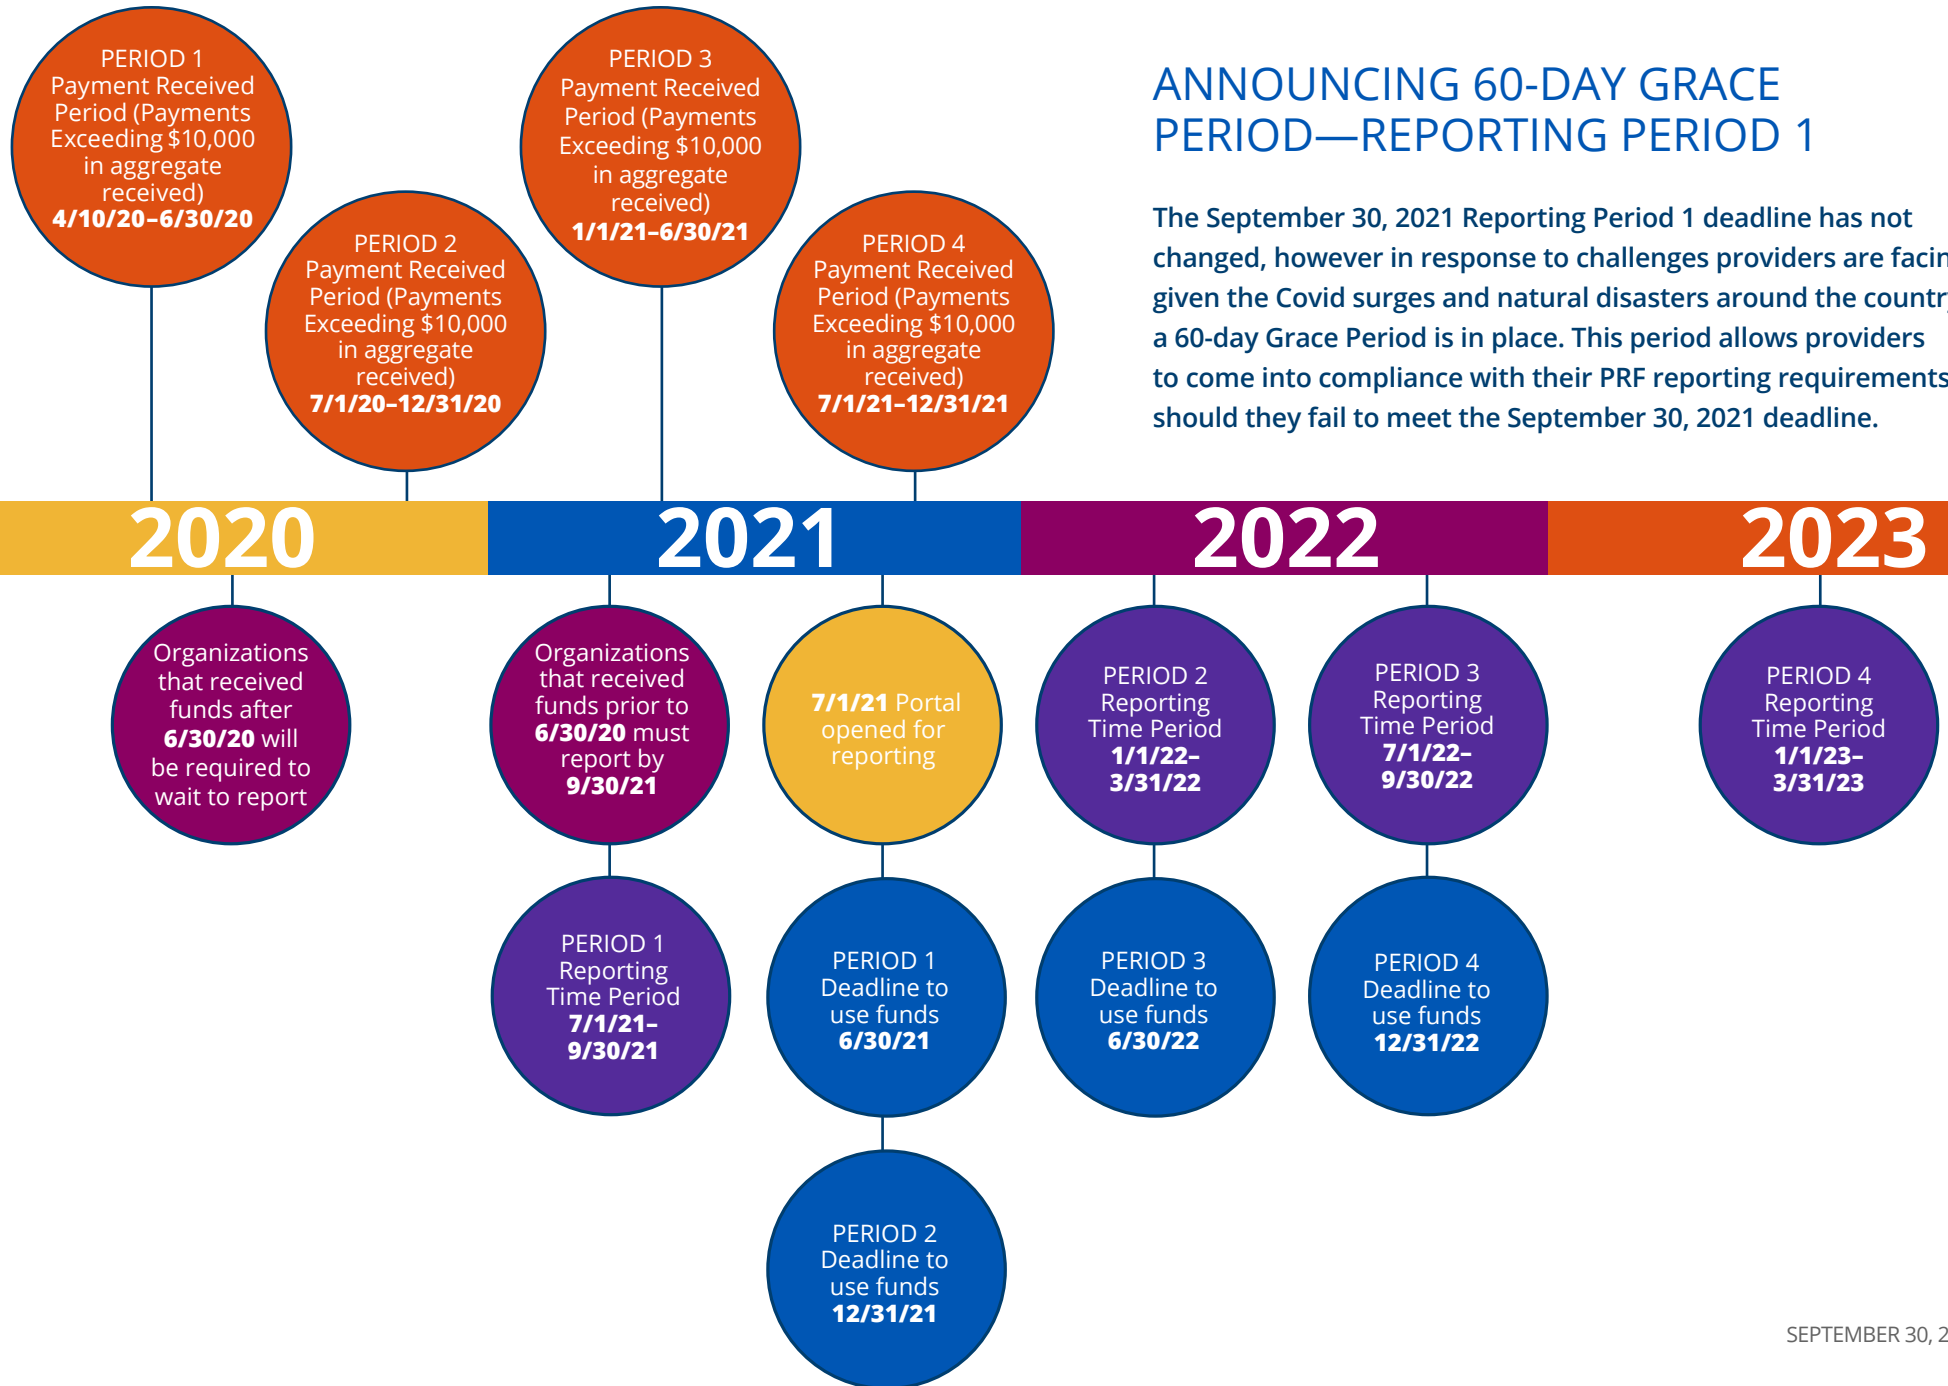 PERIOD 1
Payment Received
Period (Payments
Exceeding $10,000
in aggregate
received)
4/10/20–6/30/20
PERIOD 2
Payment Received
Period (Payments
Exceeding $10,000
in aggregate
received)
7/1/20–12/31/20
PERIOD 3
Payment Received
Period (Payments
Exceeding $10,000
in aggregate
received)
1/1/21–6/30/21
PERIOD 4
Payment Received
Period (Payments
Exceeding $10,000
in aggregate
received)
7/1/21–12/31/21
ANNOUNCING 60-DAY GRACE
PERIOD—REPORTING PERIOD 1
The September 30, 2021 Reporting Period 1 deadline has not
changed, however in response to challenges providers are facin
given the Covid surges and natural disasters around the countr
a 60-day Grace Period is in place. This period allows providers
to come into compliance with their PRF reporting requirements
should they fail to meet the September 30, 2021 deadline.
2020
2021
2022
2023
Organizations
that received
funds after
6/30/20 will
be required to
wait to report
Organizations
that received
funds prior to
6/30/20 must
report by
9/30/21
7/1/21 Portal
opened for
reporting
PERIOD 2
Reporting
Time Period
1/1/22–
3/31/22
PERIOD 3
Reporting
Time Period
7/1/22–
9/30/22
PERIOD 4
Reporting
Time Period
1/1/23–
3/31/23
PERIOD 1
Reporting
Time Period
7/1/21–
9/30/21
PERIOD 1
Deadline to
use funds
6/30/21
PERIOD 3
Deadline to
use funds
6/30/22
PERIOD 4
Deadline to
use funds
12/31/22
PERIOD 2
Deadline to
use funds
12/31/21
SEPTEMBER 30, 2